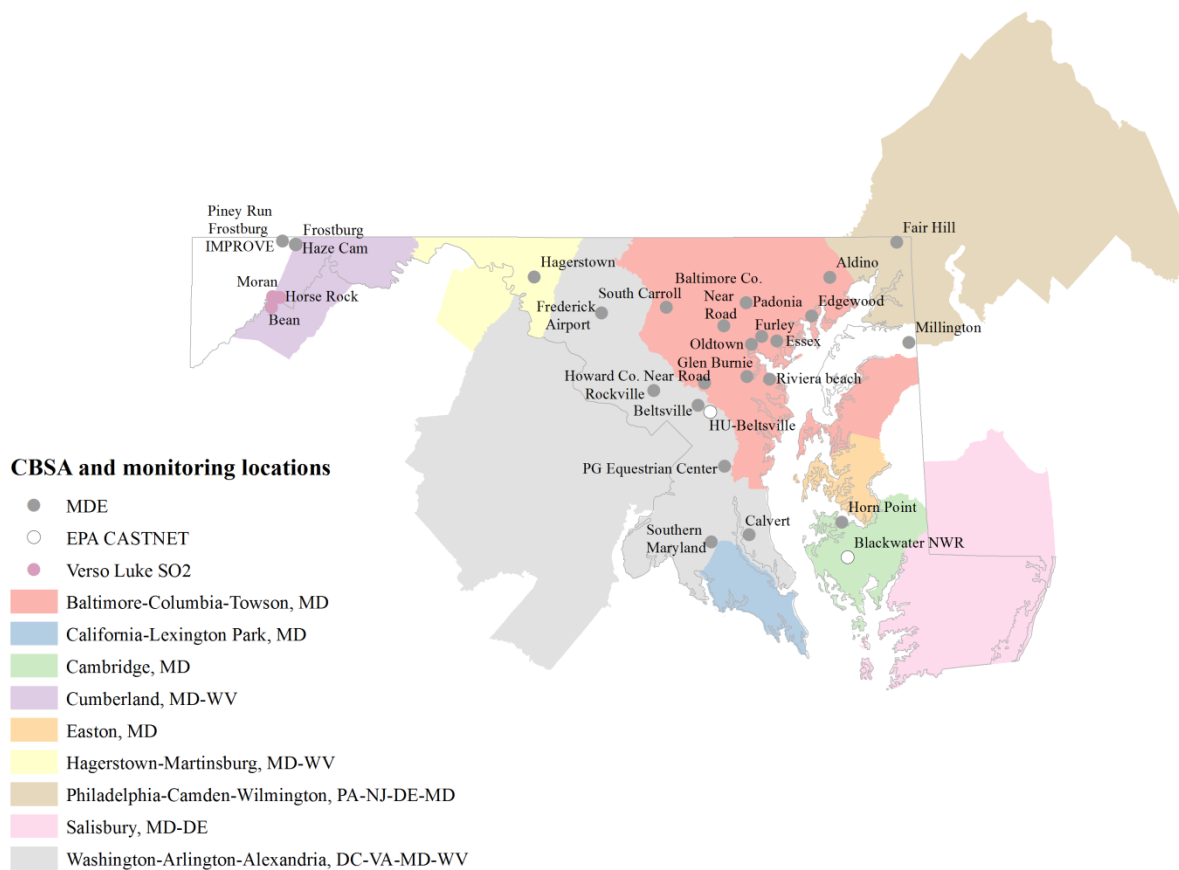 Piney Run
Frostburg
IMPROVE
Frostburg
Haze Cam
Fair Hill
Moran
Horse Rock
Bean
Hagerstown
Frederick
Airport
South Carroll
Baltimore Co.
Near
Road
Padonia
Aldino
Edgewood
Furley
Oldtown
Essex
Millington
Glen Burnie
Howard Co. Near Road
Riviera beach
Rockville
Beltsville
HU-Beltsville
PG Equestrian Center
Southern
Maryland
Calvert
Horn Point
Blackwater NWR
CBSA and monitoring locations
MDE
EPA CASTNET
Verso Luke SO2
Baltimore-Columbia-Towson, MD
California-Lexington Park, MD
Cambridge, MD
Cumberland, MD-WV
Easton, MD
Hagerstown-Martinsburg, MD-WV
Philadelphia-Camden-Wilmington, PA-NJ-DE-MD
Salisbury, MD-DE
Washington-Arlington-Alexandria, DC-VA-MD-WV